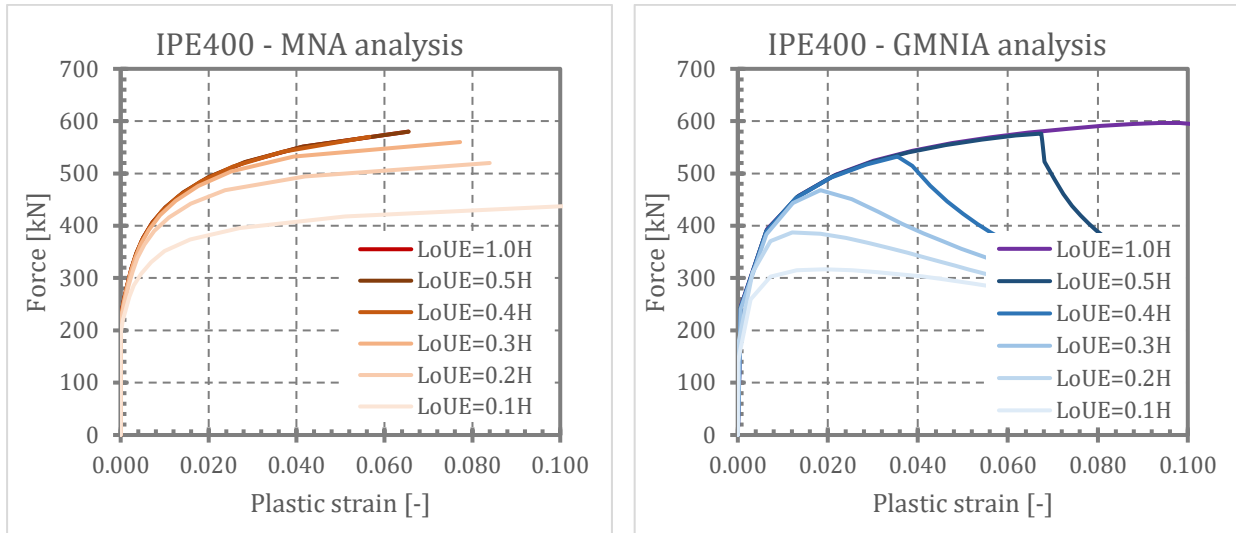 IPE400 - MNA analysis
Force [kN]
700
600
500
400
300
200
100
0
LoUE=1.0H
LoUE=0.5H
LoUE=0.4H
LoUE=0.3H
LoUE=0.2H
LoUE=0.1H
0.000 0.020 0.040 0.060 0.080 0.100
Plastic strain [-]
IPE400 - GMNIA analysis
Force [kN]
700
600
500
400
300
200
100
0
LoUE=1.0H
LoUE=0.5H
LoUE=0.4H
LoUE=0.3H
LoUE=0.2H
LoUE=0.1H
0.000 0.020 0.040 0.060 0.080 0.100
Plastic strain [-]